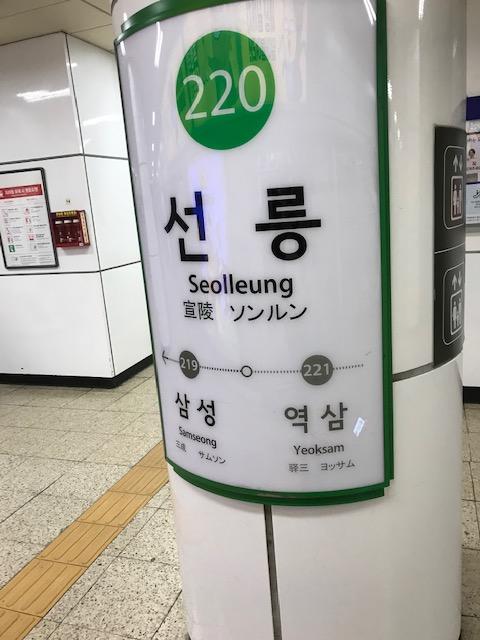 220
선릉
Seolleung
宣陵 ソンルン
219
221
삼성
Samseong
三成 サムソン
역삼
Yeoksam
驛三 ヨッサム